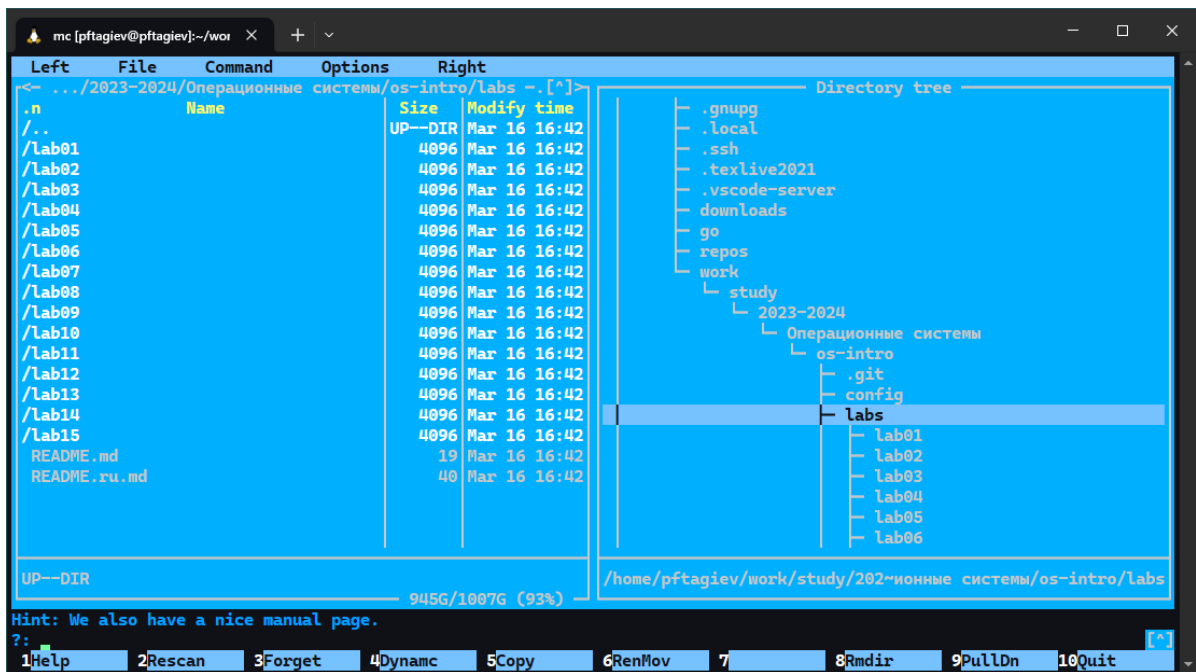 mc [pftagiev@pftagiev]:~/wor
Left File Command Options Right
<- .../2023-2024/Операционные системы/os-intro/labs -.[^]>
.n Name Size Modify time
/.. UP--DIR Mar 16 16:42
/lab01 4096 Mar 16 16:42
/lab02 4096 Mar 16 16:42
/lab03 4096 Mar 16 16:42
/lab04 4096 Mar 16 16:42
/lab05 4096 Mar 16 16:42
/lab06 4096 Mar 16 16:42
/lab07 4096 Mar 16 16:42
/lab08 4096 Mar 16 16:42
/lab09 4096 Mar 16 16:42
/lab10 4096 Mar 16 16:42
/lab11 4096 Mar 16 16:42
/lab12 4096 Mar 16 16:42
/lab13 4096 Mar 16 16:42
/lab14 4096 Mar 16 16:42
/lab15 4096 Mar 16 16:42
README.md 19 Mar 16 16:42
README.ru.md 40 Mar 16 16:42
UP--DIR
945G/1007G (93%)
Directory tree
.gnupg
.local
.ssh
.texlive2021
.vscode-server
downloads
go
repos
work
study
2023-2024
Операционные системы
os-intro
.git
config
labs
lab01
lab02
lab03
lab04
lab05
lab06
/home/pftagiev/work/study/202~ионные системы/os-intro/labs
Hint: We also have a nice manual page.
?: [^]
1Help 2Rescan 3Forget 4Dynamc 5Copy 6RenMov 7 8Rmdir 9PullDn 10Quit